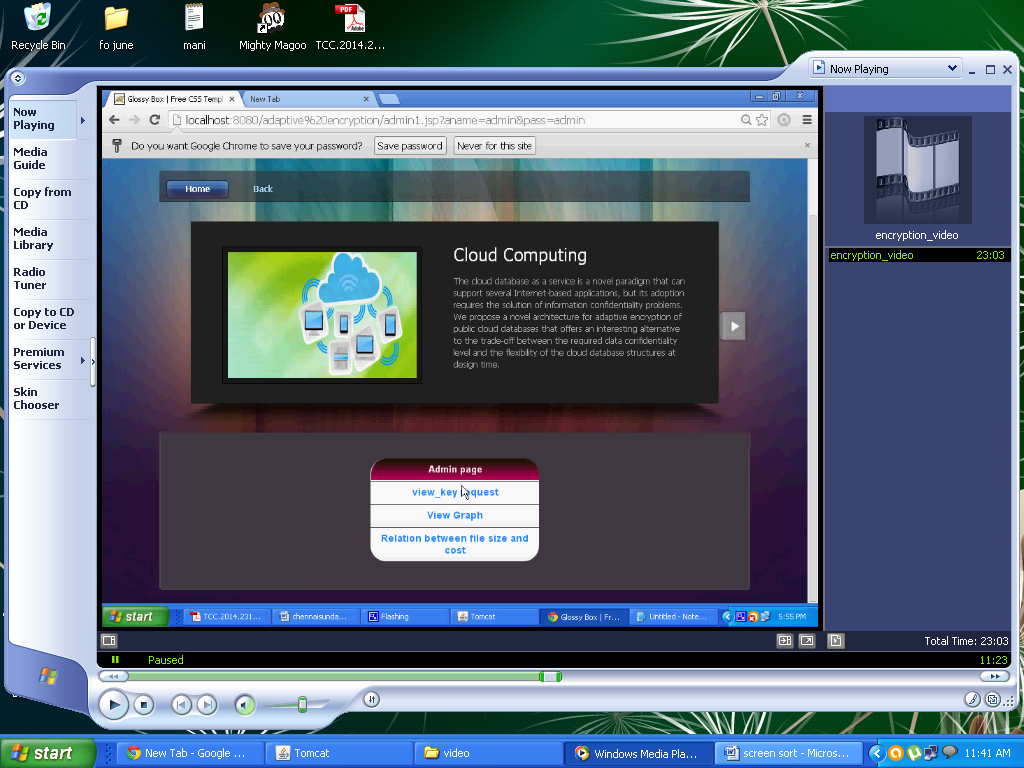 Recycle Bin
fo june
mani
Mighty Magoo
TCC.2014.2...
Now Playing
Now
Playing
Media
Guide
Copy from
CD
Media
Library
Radio
Tuner
Copy to CD
or Device
Premium
Services
Skin
Chooser
Glossy Box | Free CSS Templ
New Tab
localhost:8080/adaptive%20encryption/admin1.jsp?aname=admin&pass=admin
Do you want Google Chrome to save your password?
Save password
Never for this site
Home
Back
Cloud Computing
The cloud database as a service is a novel paradigm that can
support several Internet-based applications, but its adoption
requires the solution of information confidentiality problems.
We propose a novel architecture for adaptive encryption of
public cloud databases that offers an interesting alternative
to the trade-off between the required data confidentiality
level and the flexibility of the cloud database structures at
design time.
Admin page
view_key request
View Graph
Relation between file size and
cost
start
TCC.2014.231...
chennaisunda...
Flashing
Tomcat
Glossy Box | Fr...
Untitled - Note...
5:55 PM
encryption_video
encryption_video 23:03
Total Time: 23:03
Paused
11:23
start
New Tab - Google ...
Tomcat
video
Windows Media Pla...
screen sort - Micros...
11:41 AM